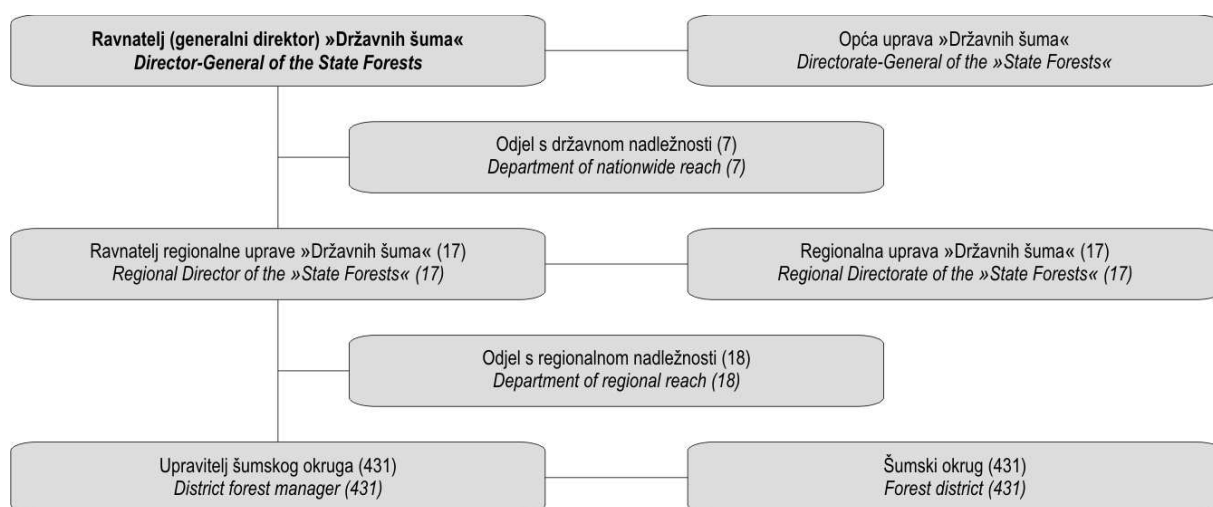 Ravnatelj (generalni direktor) »Državnih šuma«
Director-General of the State Forests
Opća uprava »Državnih šuma«
Directorate-General of the »State Forests«
Odjel s državnom nadležnosti (7)
Department of nationwide reach (7)
Ravnatelj regionalne uprave »Državnih šuma« (17)
Regional Director of the »State Forests« (17)
Regionalna uprava »Državnih šuma« (17)
Regional Directorate of the »State Forests« (17)
Odjel s regionalnom nadležnosti (18)
Department of regional reach (18)
Upravitelj šumskog okruga (431)
District forest manager (431)
Šumski okrug (431)
Forest district (431)